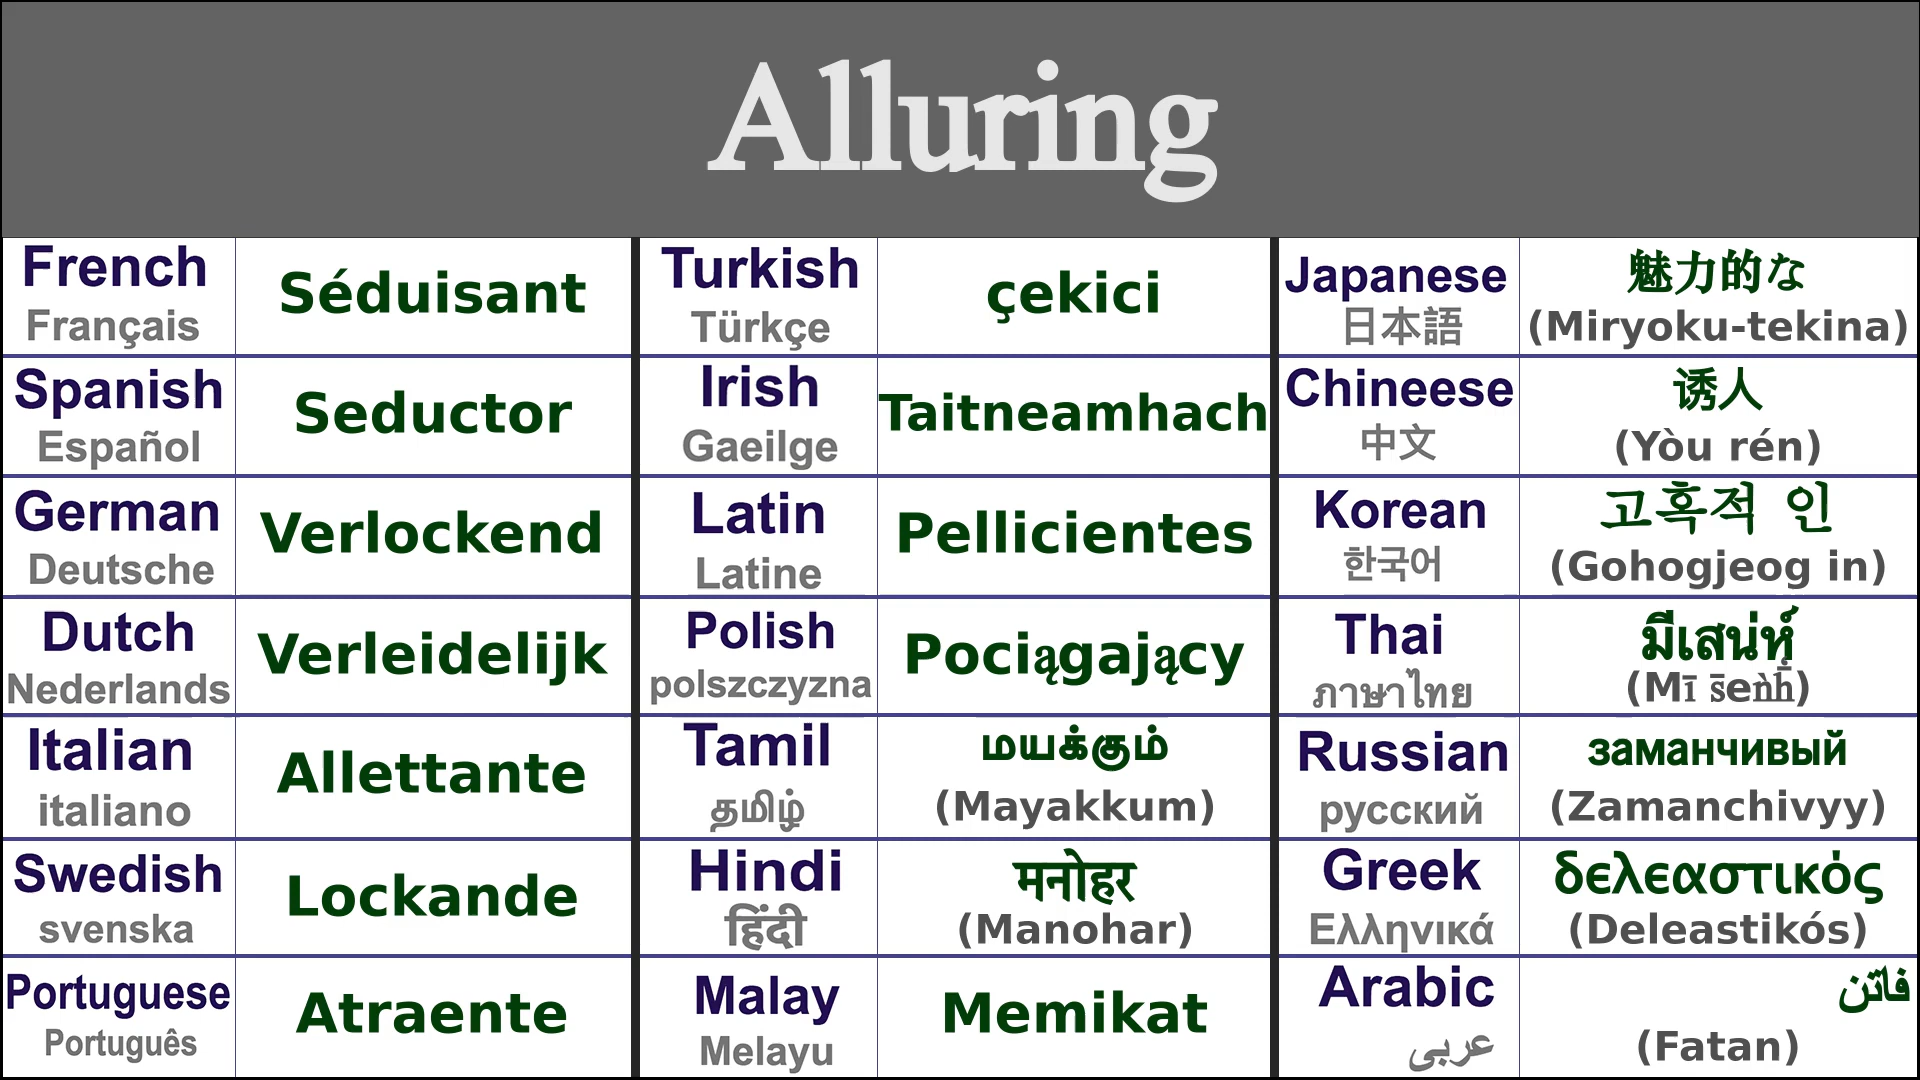 Alluring
French
Français
Séduisant
Turkish
Türkçe
çekici
Japanese
日本語
魅力的な
(Miryoku-tekina)
Spanish
Español
Seductor
Irish
Gaeilge
Taitneamhach
Chineese
中文
诱人
(Yòu rén)
German
Deutsche
Verlockend
Latin
Latine
Pellicientes
Korean
한국어
고혹적 인
(Gohogjeog in)
Dutch
Nederlands
Verleidelijk
Polish
polszczyzna
Pociągający
Thai
ภาษาไทย
มีเสน่ห์
(Mī s̄eǹh̄̒)
Italian
italiano
Allettante
Tamil
தமிழ்
மயக்கும்
(Mayakkum)
Russian
русский
заманчивый
(Zamanchivyy)
Swedish
svenska
Lockande
Hindi
हिंदी
मनोहर
(Manohar)
Greek
Ελληνικά
δελεαστικός
(Deleastikós)
Portuguese
Português
Atraente
Malay
Melayu
Memikat
Arabic
عربى
فاتن
(Fatan)